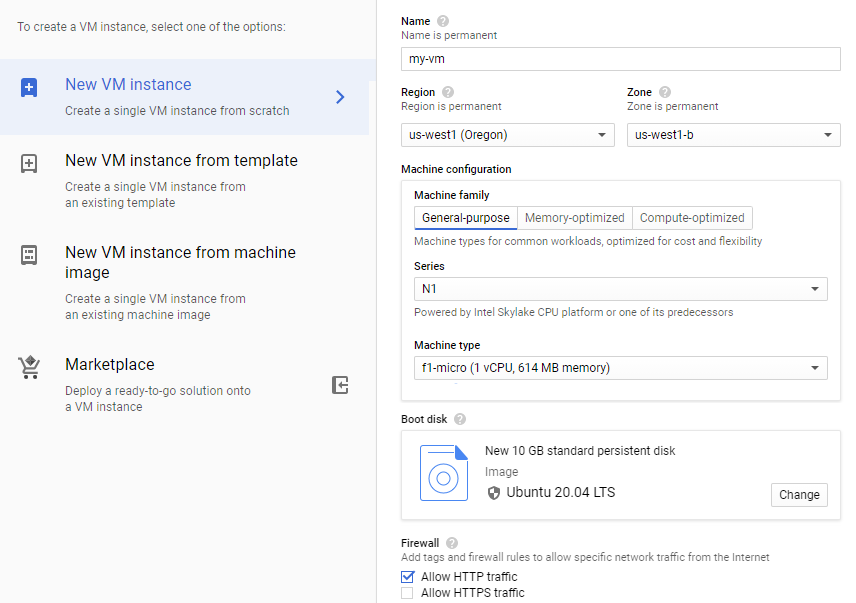 To create a VM instance, select one of the options:
New VM instance
Create a single VM instance from scratch
New VM instance from template
Create a single VM instance from
an existing template
New VM instance from machine
image
Create a single VM instance from
an existing machine image
Marketplace
Deploy a ready-to-go solution onto
a VM instance
Name
Name is permanent
my-vm
Region
Region is permanent
us-west1 (Oregon)
Zone
Zone is permanent
us-west1-b
Machine configuration
Machine family
General-purpose
Memory-optimized
Compute-optimized
Machine types for common workloads, optimized for cost and flexibility
Series
N1
Powered by Intel Skylake CPU platform or one of its predecessors
Machine type
f1-micro (1 vCPU, 614 MB memory)
Boot disk
New 10 GB standard persistent disk
Image
Ubuntu 20.04 LTS
Change
Firewall
Add tags and firewall rules to allow specific network traffic from the Internet
Allow HTTP traffic
Allow HTTPS traffic